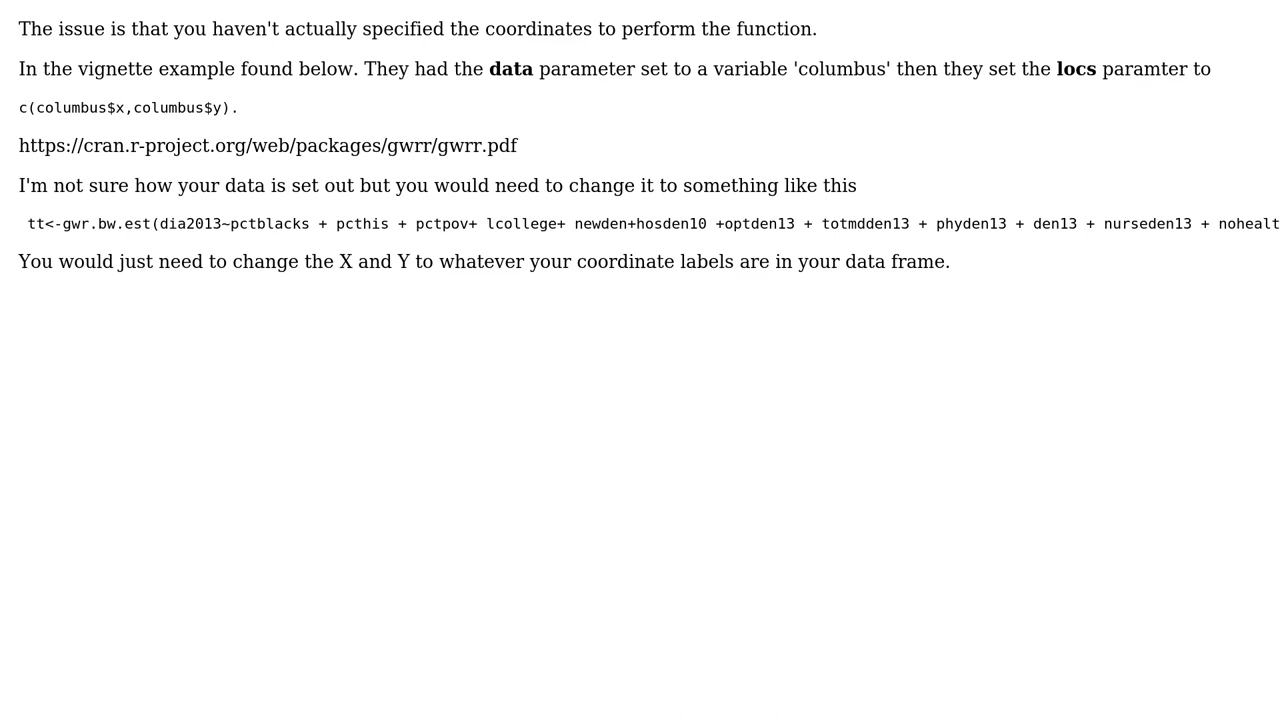 The issue is that you haven't actually specified the coordinates to perform the function.
In the vignette example found below. They had the data parameter set to a variable 'columbus' then they set the locs paramter to
c(columbus$x,columbus$y).
https://cran.r-project.org/web/packages/gwrr/gwrr.pdf
I'm not sure how your data is set out but you would need to change it to something like this
tt<-gwr.bw.est(dia2013~pctblacks + pcthis + pctpov+ lcollege+ newden+hosden10 +optden13 + totmdden13 + phyden13 + den13 + nurseden13 + nohealt
You would just need to change the X and Y to whatever your coordinate labels are in your data frame.